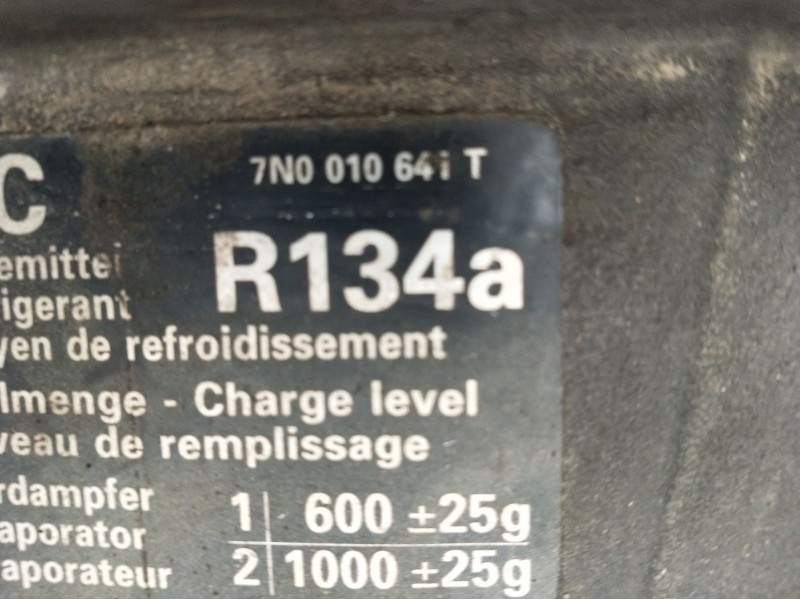 7N0 010 641 T
C R134a
emittel
igerant
yen de refroidissement
lmenge - Charge level
veau de remplissage
rdampfer 1 600 ±25g
aporator
aporateur 2 1000 ±25g